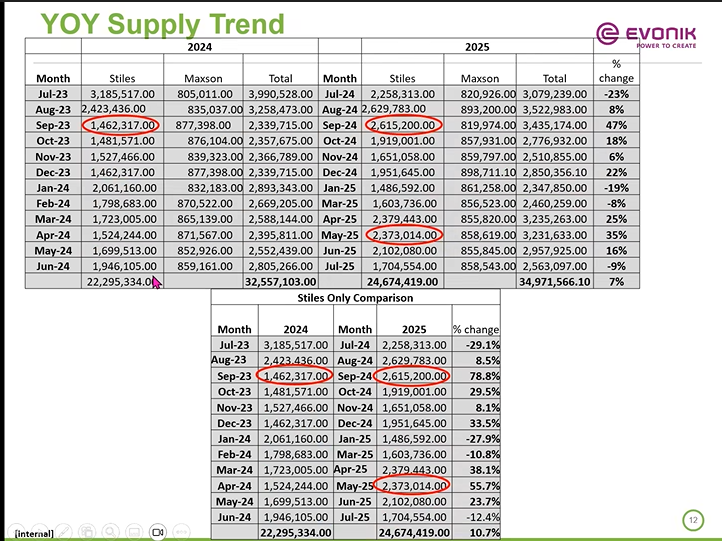 YOY Supply Trend
EVONIK
POWER TO CREATE
2024 2025
Month Stiles Maxson Total Month Stiles Maxson Total % change
Jul-23 3,185,517.00 805,011.00 3,990,528.00 Jul-24 2,258,313.00 820,926.00 3,079,239.00 -23%
Aug-23 2,423,436.00 835,037.00 3,258,473.00 Aug-24 2,629,783.00 893,200.00 3,522,983.00 8%
Sep-23 1,462,317.00 877,398.00 2,339,715.00 Sep-24 2,615,200.00 819,974.00 3,435,174.00 47%
Oct-23 1,481,571.00 876,104.00 2,357,675.00 Oct-24 1,919,001.00 857,931.00 2,776,932.00 18%
Nov-23 1,527,466.00 839,323.00 2,366,789.00 Nov-24 1,651,058.00 859,797.00 2,510,855.00 6%
Dec-23 1,462,317.00 877,398.00 2,339,715.00 Dec-24 1,951,645.00 898,711.10 2,850,356.10 22%
Jan-24 2,061,160.00 832,183.00 2,893,343.00 Jan-25 1,486,592.00 861,258.00 2,347,850.00 -19%
Feb-24 1,798,683.00 870,522.00 2,669,205.00 Mar-25 1,603,736.00 856,523.00 2,460,259.00 -8%
Mar-24 1,723,005.00 865,139.00 2,588,144.00 Apr-25 2,379,443.00 855,820.00 3,235,263.00 25%
Apr-24 1,524,244.00 871,567.00 2,395,811.00 May-25 2,373,014.00 858,619.00 3,231,633.00 35%
May-24 1,699,513.00 852,926.00 2,552,439.00 Jun-25 2,102,080.00 855,845.00 2,957,925.00 16%
Jun-24 1,946,105.00 859,161.00 2,805,266.00 Jul-25 1,704,554.00 858,543.00 2,563,097.00 -9%
22,295,334.00 32,557,103.00 24,674,419.00 34,971,566.10 7%
Stiles Only Comparison
Month 2024 Month 2025 % change
Jul-23 3,185,517.00 Jul-24 2,258,313.00 -29.1%
Aug-23 2,423,436.00 Aug-24 2,629,783.00 8.5%
Sep-23 1,462,317.00 Sep-24 2,615,200.00 78.8%
Oct-23 1,481,571.00 Oct-24 1,919,001.00 29.5%
Nov-23 1,527,466.00 Nov-24 1,651,058.00 8.1%
Dec-23 1,462,317.00 Dec-24 1,951,645.00 33.5%
Jan-24 2,061,160.00 Jan-25 1,486,592.00 -27.9%
Feb-24 1,798,683.00 Mar-25 1,603,736.00 -10.8%
Mar-24 1,723,005.00 Apr-25 2,379,443.00 38.1%
Apr-24 1,524,244.00 May-25 2,373,014.00 55.7%
May-24 1,699,513.00 Jun-25 2,102,080.00 23.7%
Jun-24 1,946,105.00 Jul-25 1,704,554.00 -12.4%
22,295,334.00 24,674,419.00 10.7%
12
[internal]